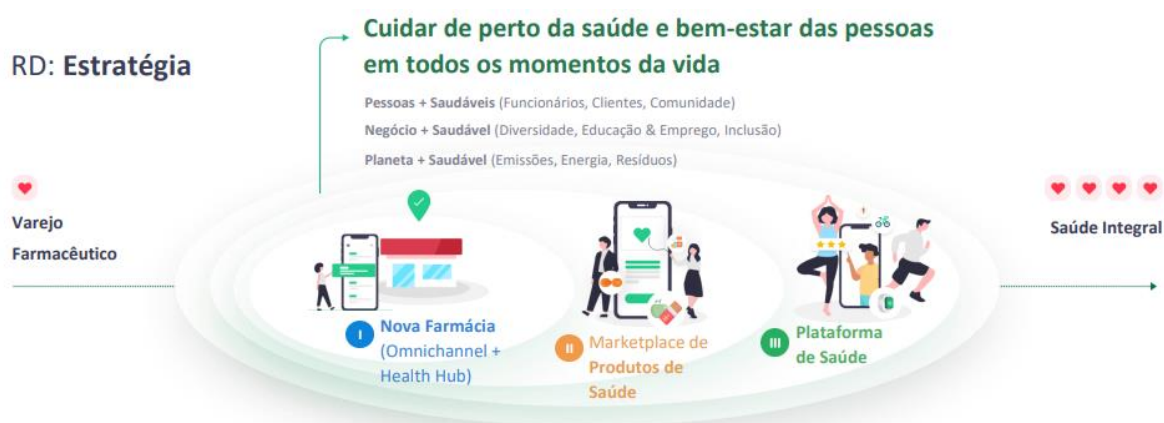 RD: Estratégia
Cuidar de perto da saúde e bem-estar das pessoas
em todos os momentos da vida
Pessoas + Saudáveis (Funcionários, Clientes, Comunidade)
Negócio + Saudável (Diversidade, Educação & Emprego, Inclusão)
Planeta + Saudável (Emissões, Energia, Resíduos)
Varejo
Farmacêutico
Saúde Integral
I
Nova Farmácia
(Omnichannel +
Health Hub)
II
Marketplace de
Produtos de
Saúde
III
Plataforma
de Saúde